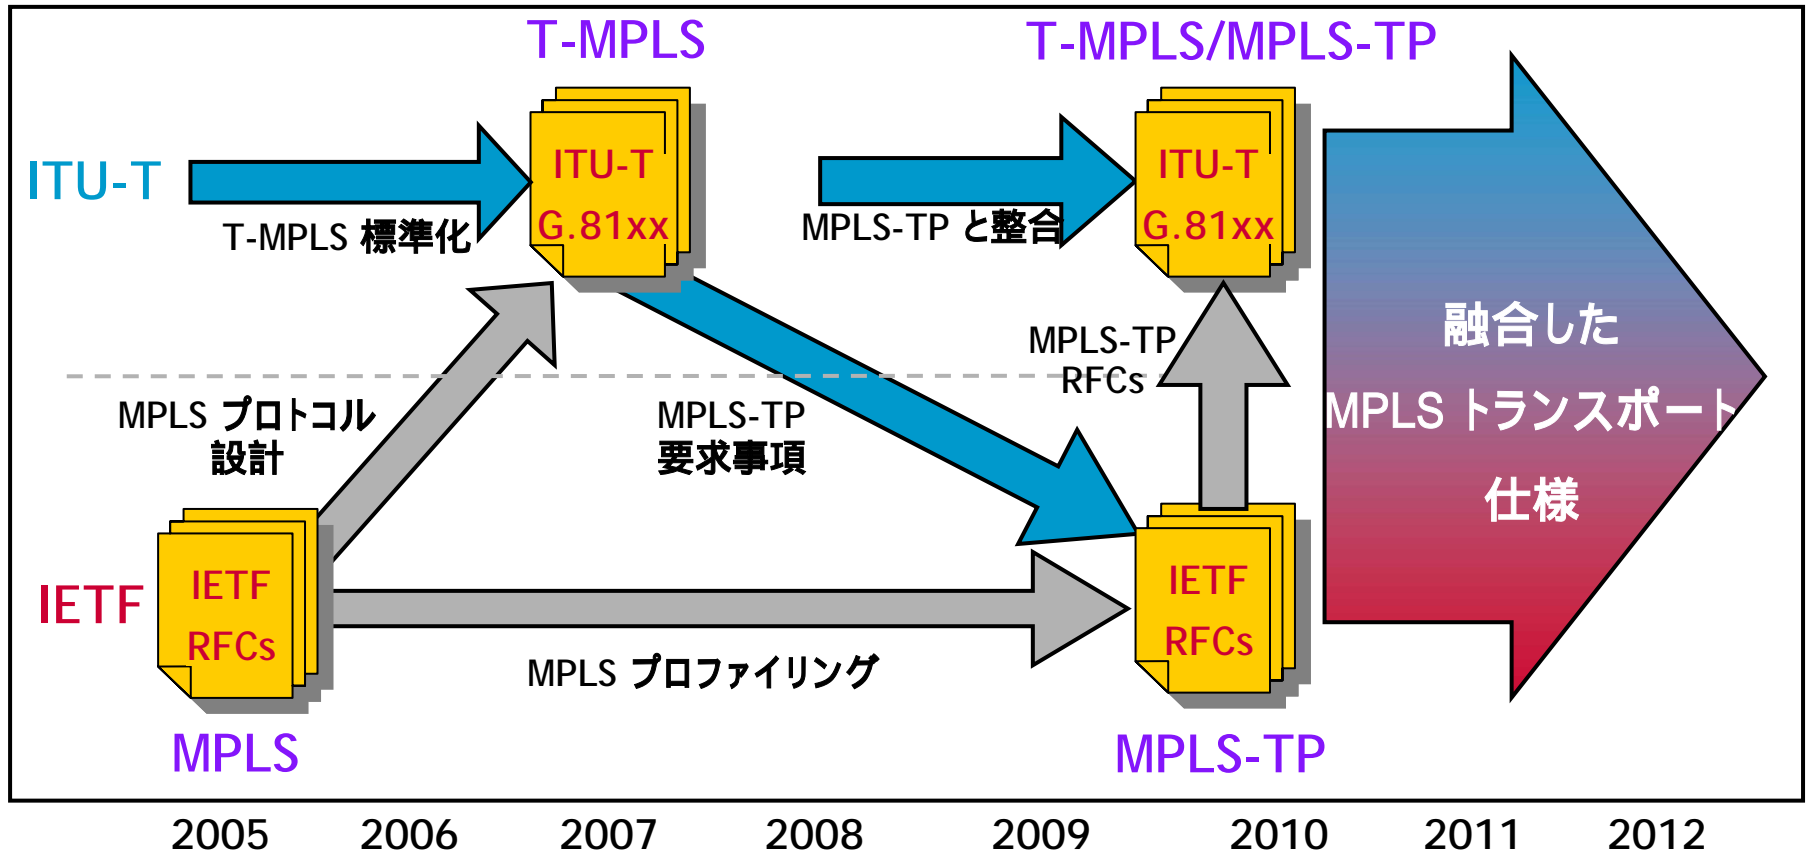 T-MPLS
T-MPLS/MPLS-TP
ITU-T
ITU-T
G.81xx
ITU-T
G.81xx
T-MPLS 標準化
MPLS-TP と整合
MPLS-TP
RFCs
融合した
MPLS トランスポート
仕様
MPLS プロトコル
設計
MPLS-TP
要求事項
IETF
IETF
RFCs
IETF
RFCs
MPLS プロファイリング
MPLS
MPLS-TP
2005 2006 2007 2008 2009 2010 2011 2012